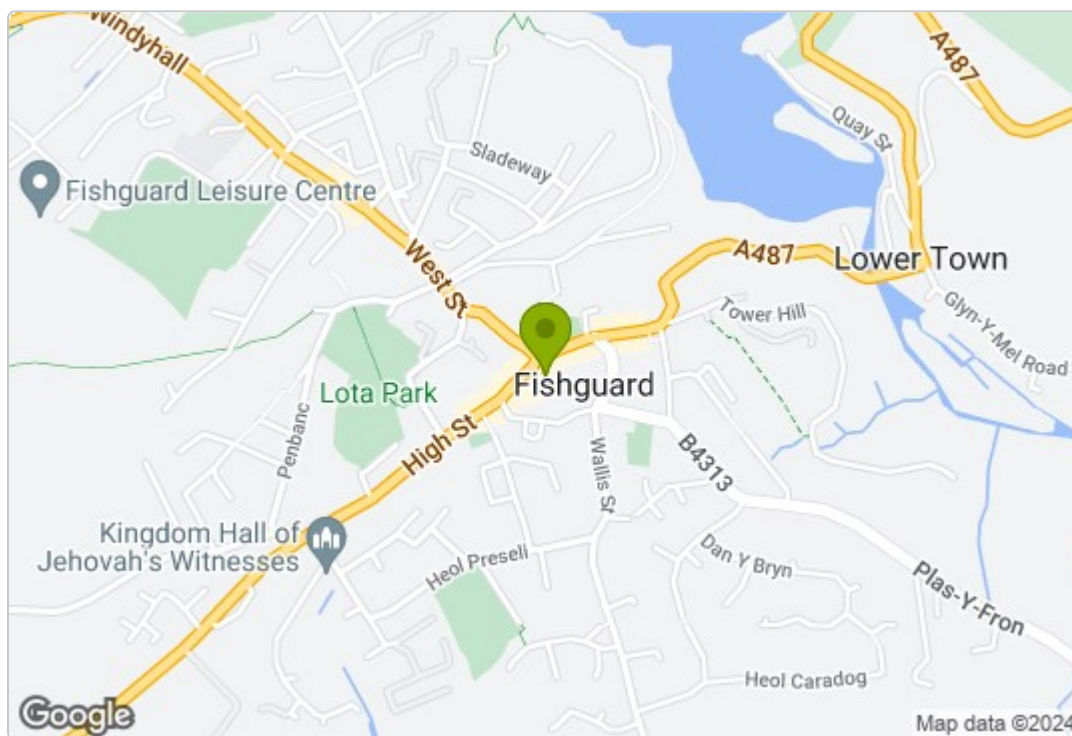 Windyhall
A487
Quay St
Sladeway
Fishguard Leisure Centre
West St
A487
Lower Town
Tower Hill
Glyn-Y-Mel Road
Lota Park
Fishguard
Penbanc
High St
Wallis St
B4313
Kingdom Hall of
Jehovah's Witnesses
Heol Preseli
Dan Y Bryn
Plas-Y-Fron
Heol Caradog
Google
Map data ©2024